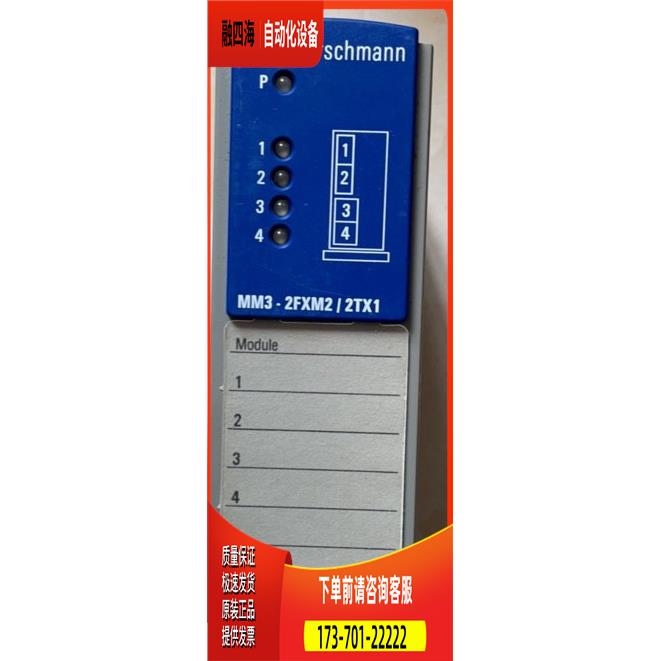 融四海 自动化设备
rschmann
P
1
2
3
4
1
2
3
4
MM3 - 2FXM2 / 2TX1
Module
1
2
3
4
质量保证
极速发货
原装正品
提供发票
下单前请咨询客服
173-701-22222